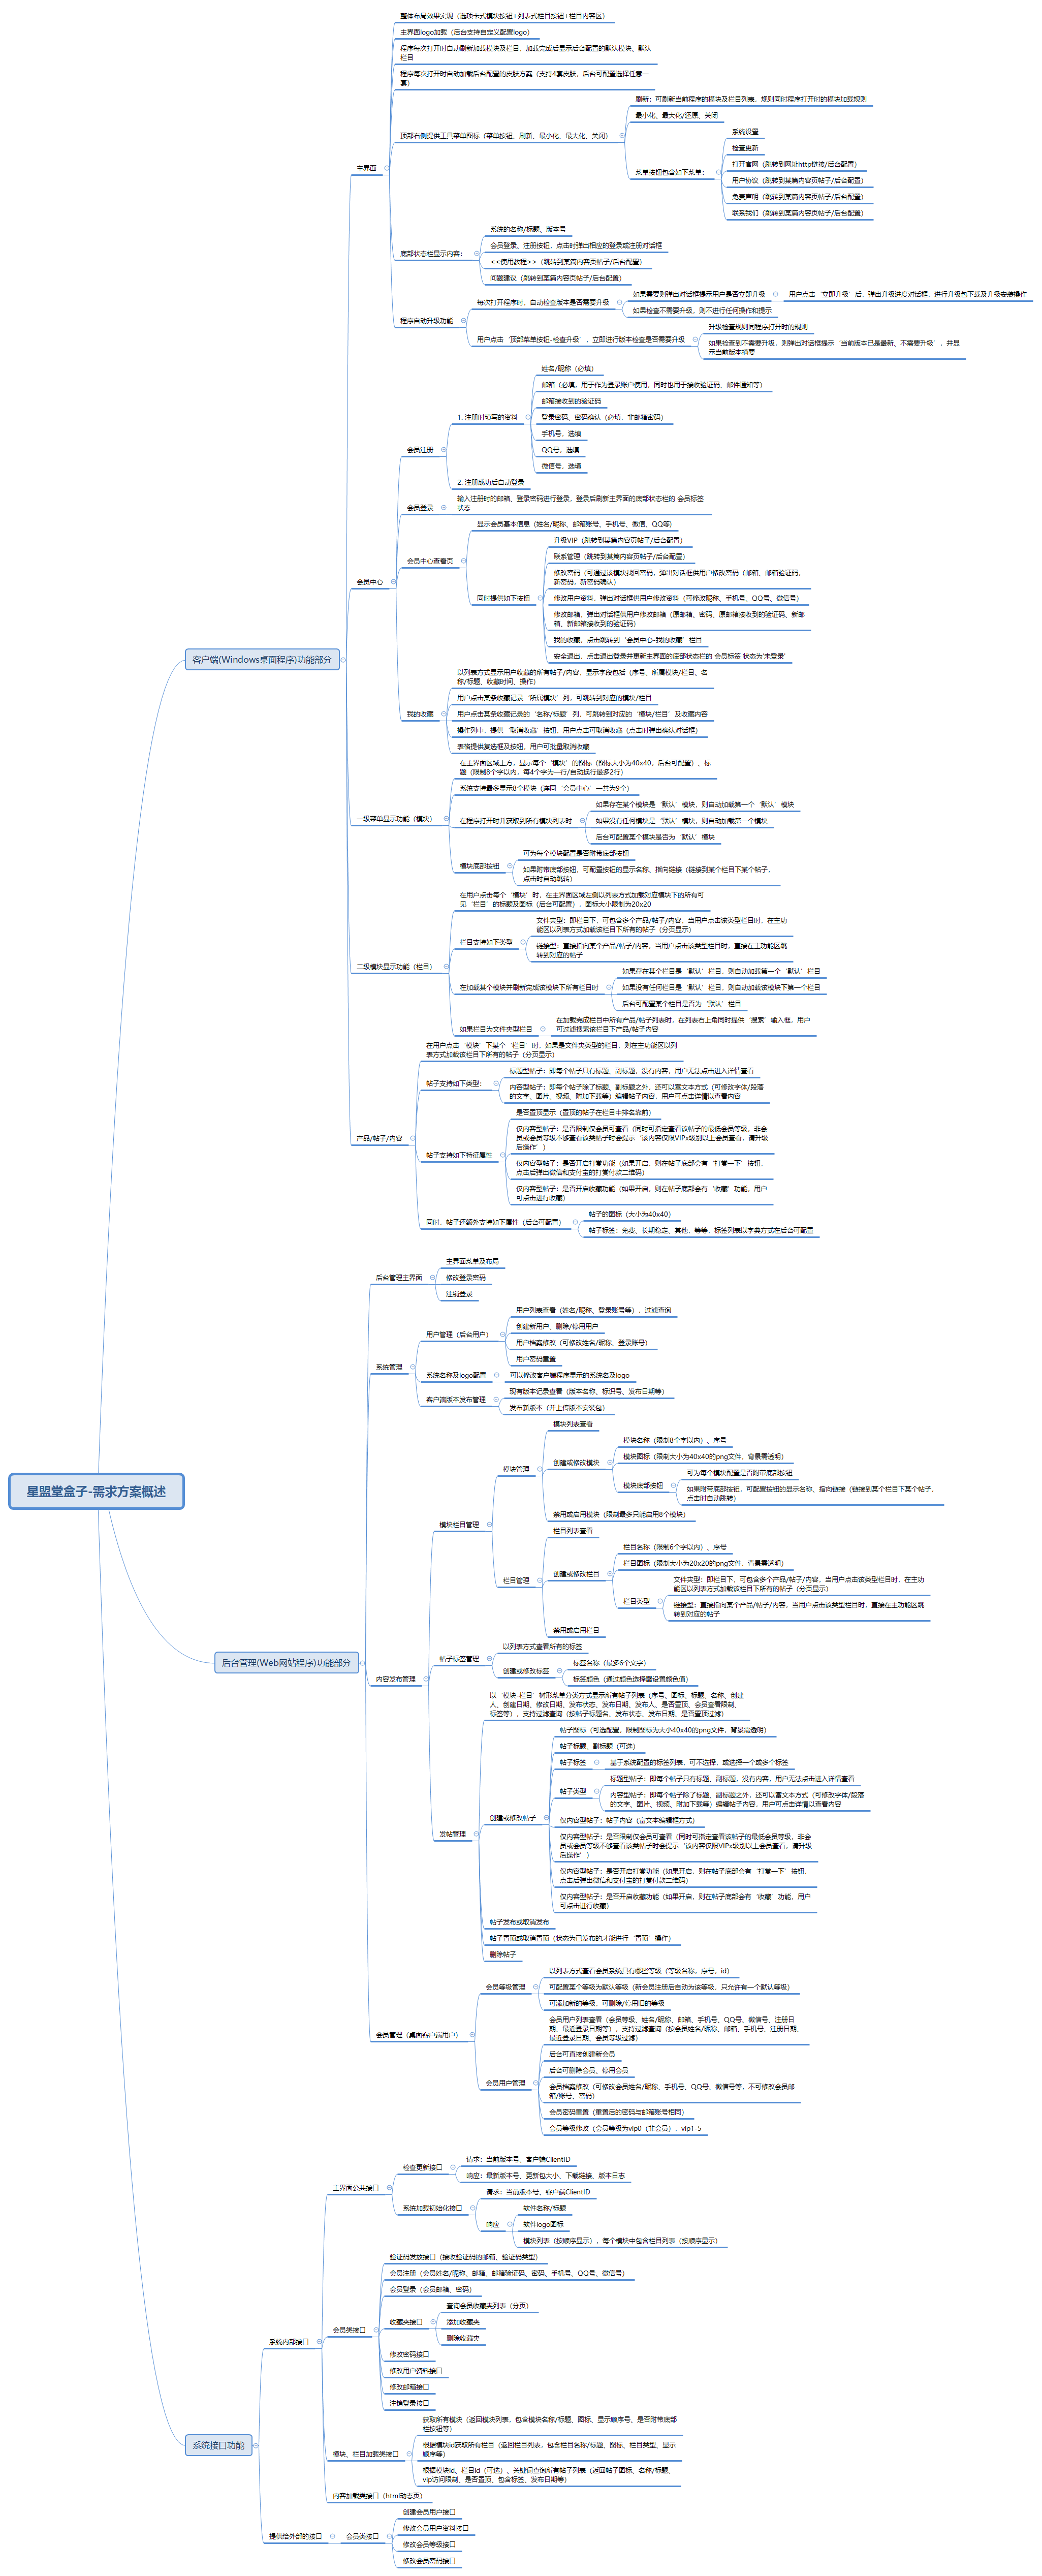 整体布局效果实现（选项卡式模块按钮+列表式栏目按钮+栏目内容区）
主界面logo加载（后台支持自定义配置logo）
程序每次打开时自动刷新加载模块及栏目，加载完成后显示后台配置的默认模块、默认
栏目
程序每次打开时自动加载后台配置的皮肤方案（支持4套皮肤，后台可配置选择任意一
套）
刷新：可刷新当前程序的模块及栏目列表，规则同时程序打开时的模块加载规则
顶部右侧提供工具菜单图标（菜单按钮、刷新、最小化、最大化、关闭）
最小化、最大化/还原、关闭
系统设置
检查更新
打开官网（跳转到网址http链接/后台配置）
主界面
菜单按钮包含如下菜单：
用户协议（跳转到某篇内容页帖子/后台配置）
免责声明（跳转到某篇内容页帖子/后台配置）
联系我们（跳转到某篇内容页帖子/后台配置）
系统的名称/标题、版本号
会员登录、注册按钮，点击时弹出相应的登录或注册对话框
底部状态栏显示内容：
<<使用教程>>（跳转到某篇内容页帖子/后台配置）
问题建议（跳转到某篇内容页帖子/后台配置）
程序自动升级功能
每次打开程序时，自动检查版本是否需要升级
如果需要则弹出对话框提示用户是否立即升级
用户点击‘立即升级’后，弹出升级进度对话框，进行升级包下载及升级安装操作
如果检查不需要升级，则不进行任何操作和提示
用户点击‘顶部菜单按钮-检查升级’，立即进行版本检查是否需要升级
升级检查规则同程序打开时的规则
如果检查到不需要升级，则弹出对话框提示‘当前版本已是最新、不需要升级’，并显
示当前版本摘要
会员中心
会员注册
1. 注册时填写的资料
姓名/昵称（必填）
邮箱（必填，用于作为登录账户使用，同时也用于接收验证码、邮件通知等）
邮箱接收到的验证码
登录密码、密码确认（必填，非邮箱密码）
手机号，选填
QQ号，选填
微信号，选填
2. 注册成功后自动登录
会员登录
输入注册时的邮箱、登录密码进行登录，登录后刷新主界面的底部状态栏的 会员标签
状态
会员中心查看页
显示会员基本信息（姓名/昵称、邮箱账号、手机号、微信、QQ等）
同时提供如下按钮
升级VIP（跳转到某篇内容页帖子/后台配置）
联系管理（跳转到某篇内容页帖子/后台配置）
修改密码（可通过该模块找回密码，弹出对话框供用户修改密码（邮箱、邮箱验证码，
新密码，新密码确认）
修改用户资料，弹出对话框供用户修改资料（可修改昵称、手机号、QQ号、微信号）
修改邮箱，弹出对话框供用户修改邮箱（原邮箱、密码、原邮箱接收到的验证码、新邮
箱、新邮箱接收到的验证码）
我的收藏，点击跳转到‘会员中心-我的收藏’栏目
安全退出，点击退出登录并更新主界面的底部状态栏的 会员标签 状态为‘未登录’
我的收藏
以列表方式显示用户收藏的所有帖子/内容，显示字段包括（序号、所属模块/栏目、名
称/标题、收藏时间、操作）
用户点击某条收藏记录‘所属模块’列，可跳转到对应的模块/栏目
用户点击某条收藏记录的‘名称/标题’列，可跳转到对应的‘模块/栏目’及收藏内容
操作列中，提供‘取消收藏’按钮，用户点击可取消收藏（点击时弹出确认对话框）
表格提供复选框及按钮，用户可批量取消收藏
客户端(Windows桌面程序)功能部分
一级菜单显示功能（模块）
在主界面区域上方，显示每个‘模块’的图标（图标大小为40x40，后台可配置）、标
题（限制8个字以内，每4个字为一行/自动换行最多2行）
系统支持最多显示8个模块（连同‘会员中心’一共为9个）
在程序打开时并获取到所有模块列表时
如果存在某个模块是‘默认’模块，则自动加载第一个‘默认’模块
如果没有任何模块是‘默认’模块，则自动加载第一个模块
后台可配置某个模块是否为‘默认’模块
模块底部按钮
可为每个模块配置是否附带底部按钮
如果附带底部按钮，可配置按钮的显示名称、指向链接（链接到某个栏目下某个帖子，
点击时自动跳转）
二级模块显示功能（栏目）
在用户点击每个‘模块’时，在主界面区域左侧以列表方式加载对应模块下的所有可
见‘栏目’的标题及图标（后台可配置），图标大小限制为20x20
栏目支持如下类型
文件夹型：即栏目下，可包含多个产品/帖子/内容，当用户点击该类型栏目时，在主功
能区以列表方式加载该栏目下所有的帖子（分页显示）
链接型：直接指向某个产品/帖子/内容，当用户点击该类型栏目时，直接在主功能区跳
转到对应的帖子
在加载某个模块并刷新完成该模块下所有栏目时
如果存在某个栏目是‘默认’栏目，则自动加载第一个‘默认’栏目
如果没有任何栏目是‘默认’栏目，则自动加载该模块下第一个栏目
后台可配置某个栏目是否为‘默认’栏目
如果栏目为文件夹型栏目
在加载完成栏目中所有产品/帖子列表时，在列表右上角同时提供‘搜索’输入框，用户
可过滤搜索该栏目下产品/帖子内容
产品/帖子/内容
在用户点击‘模块’下某个‘栏目’时，如果是文件夹类型的栏目，则在主功能区以列
表方式加载该栏目下所有的帖子（分页显示）
帖子支持如下类型：
标题型帖子：即每个帖子只有标题、副标题，没有内容，用户无法点击进入详情查看
内容型帖子：即每个帖子除了标题、副标题之外，还可以富文本方式（可修改字体/段落
的文字、图片、视频、附加下载等）编辑帖子内容，用户可点击详情以查看内容
帖子支持如下特征属性
是否置顶显示（置顶的帖子在栏目中排名靠前）
仅内容型帖子：是否限制仅会员可查看（同时可指定查看该帖子的最低会员等级，非会
员或会员等级不够查看该类帖子时会提示‘该内容仅限VIPx级别以上会员查看，请升级
后操作’）
仅内容型帖子：是否开启打赏功能（如果开启，则在帖子底部会有‘打赏一下’按钮，
点击后弹出微信和支付宝的打赏付款二维码）
仅内容型帖子：是否开启收藏功能（如果开启，则在帖子底部会有‘收藏’功能，用户
可点击进行收藏）
同时，帖子还额外支持如下属性（后台可配置）
帖子的图标（大小为40x40）
帖子标签：免费、长期稳定、其他，等等，标签列表以字典方式在后台可配置
星盟堂盒子-需求方案概述
后台管理(Web网站程序)功能部分
后台管理主界面
主界面菜单及布局
修改登录密码
注销登录
系统管理
用户管理（后台用户）
用户列表查看（姓名/昵称、登录账号等），过滤查询
创建新用户、删除/停用用户
用户档案修改（可修改姓名/昵称、登录账号）
用户密码重置
系统名称及logo配置
可以修改客户端程序显示的系统名及logo
客户端版本发布管理
现有版本记录查看（版本名称、标识号、发布日期等）
发布新版本（并上传版本安装包）
内容发布管理
模块栏目管理
模块管理
模块列表查看
创建或修改模块
模块名称（限制8个字以内）、序号
模块图标（限制大小为40x40的png文件，背景需透明）
模块底部按钮
可为每个模块配置是否附带底部按钮
如果附带底部按钮，可配置按钮的显示名称、指向链接（链接到某个栏目下某个帖子，
点击时自动跳转）
禁用或启用模块（限制最多只能启用8个模块）
栏目管理
栏目列表查看
创建或修改栏目
栏目名称（限制6个字以内）、序号
栏目图标（限制大小为20x20的png文件，背景需透明）
栏目类型
文件夹型：即栏目下，可包含多个产品/帖子/内容，当用户点击该类型栏目时，在主功
能区以列表方式加载该栏目下所有的帖子（分页显示）
链接型：直接指向某个产品/帖子/内容，当用户点击该类型栏目时，直接在主功能区跳
转到对应的帖子
禁用或启用栏目
帖子标签管理
以列表方式查看所有的标签
创建或修改标签
标签名称（最多6个文字）
标签颜色（通过颜色选择器设置颜色值）
发帖管理
以‘模块-栏目’树形菜单分类方式显示所有帖子列表（序号、图标、标题、名称、创建
人、创建日期、修改日期、发布状态、发布日期、发布人、是否置顶、会员查看限制、
标签等），支持过滤查询（按帖子标题名、发布状态、发布日期、是否置顶过滤）
创建或修改帖子
帖子图标（可选配置，限制图标为大小40x40的png文件，背景需透明）
帖子标题、副标题（可选）
帖子标签
基于系统配置的标签列表，可不选择，或选择一个或多个标签
帖子类型
标题型帖子：即每个帖子只有标题、副标题，没有内容，用户无法点击进入详情查看
内容型帖子：即每个帖子除了标题、副标题之外，还可以富文本方式（可修改字体/段落
的文字、图片、视频、附加下载等）编辑帖子内容，用户可点击详情以查看内容
仅内容型帖子：帖子内容（富文本编辑框方式）
仅内容型帖子：是否限制仅会员可查看（同时可指定查看该帖子的最低会员等级，非会
员或会员等级不够查看该类帖子时会提示‘该内容仅限VIPx级别以上会员查看，请升级
后操作’）
仅内容型帖子：是否开启打赏功能（如果开启，则在帖子底部会有‘打赏一下’按钮，
点击后弹出微信和支付宝的打赏付款二维码）
仅内容型帖子：是否开启收藏功能（如果开启，则在帖子底部会有‘收藏’功能，用户
可点击进行收藏）
帖子发布或取消发布
帖子置顶或取消置顶（状态为已发布的才能进行‘置顶’操作）
删除帖子
会员管理（桌面客户端用户）
会员等级管理
以列表方式查看会员系统具有哪些等级（等级名称，序号，id）
可配置某个等级为默认等级（新会员注册后自动为该等级，只允许有一个默认等级）
可添加新的等级，可删除/停用旧的等级
会员用户管理
会员用户列表查看（会员等级、姓名/昵称、邮箱、手机号、QQ号、微信号、注册日
期、最近登录日期等），支持过滤查询（按会员姓名/昵称、邮箱、手机号、注册日期、
最近登录日期、会员等级过滤）
后台可直接创建新会员
后台可删除会员、停用会员
会员档案修改（可修改会员姓名/昵称、手机号、QQ号、微信号等，不可修改会员邮
箱/账号、密码）
会员密码重置（重置后的密码与邮箱账号相同）
会员等级修改（会员等级为vip0（非会员），vip1-5
系统接口功能
系统内部接口
主界面公共接口
检查更新接口
请求：当前版本号、客户端ClientID
响应：最新版本号、更新包大小、下载链接、版本日志
系统加载初始化接口
请求：当前版本号、客户端ClientID
响应
软件名称/标题
软件logo图标
模块列表（按顺序显示），每个模块中包含栏目列表（按顺序显示）
会员类接口
验证码发放接口（接收验证码的邮箱、验证码类型）
会员注册（会员姓名/昵称、邮箱、邮箱验证码、密码、手机号、QQ号、微信号）
会员登录（会员邮箱、密码）
收藏夹接口
查询会员收藏夹列表（分页）
添加收藏夹
删除收藏夹
修改密码接口
修改用户资料接口
修改邮箱接口
注销登录接口
模块、栏目加载类接口
获取所有模块（返回模块列表，包含模块名称/标题、图标、显示顺序号、是否附带底部
栏按钮等）
根据模块id获取所有栏目（返回栏目列表，包含栏目名称/标题、图标、栏目类型、显示
顺序等）
根据模块id、栏目id（可选）、关键词查询所有帖子列表（返回帖子图标、名称/标题、
vip访问限制、是否置顶、包含标签、发布日期等）
内容加载类接口（html动态页）
提供给外部的接口
会员类接口
创建会员用户接口
修改会员用户资料接口
修改会员等级接口
修改会员密码接口